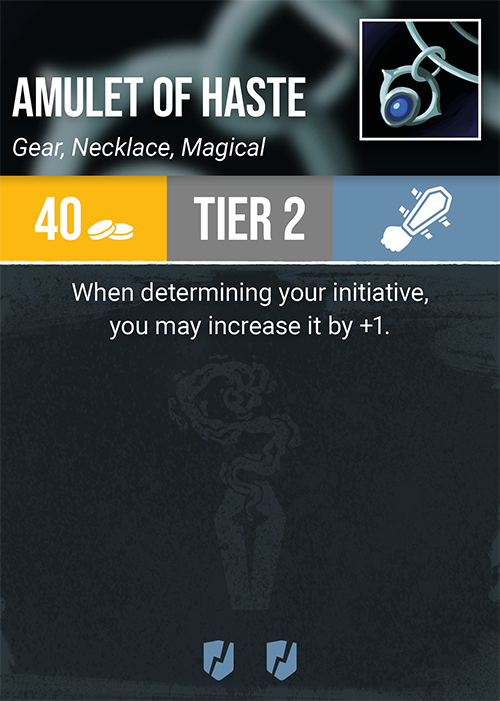 AMULET OF HASTE
Gear, Necklace, Magical
40
TIER 2
When determining your initiative,
you may increase it by +1.